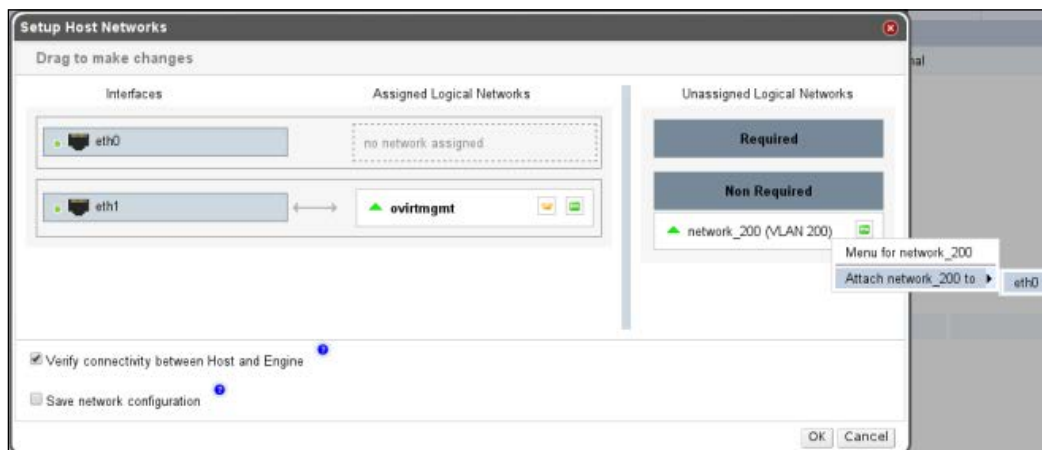 Setup Host Networks
Drag to make changes
nal
Interfaces
Assigned Logical Networks
Unassigned Logical Networks
eth0
no network assigned
Required
eth1
ovirtmgmt
Non Required
network_200 (VLAN 200)
Menu for network_200
Attach network_200 to
eth0
Verify connectivity between Host and Engine
Save network configuration
OK
Cancel